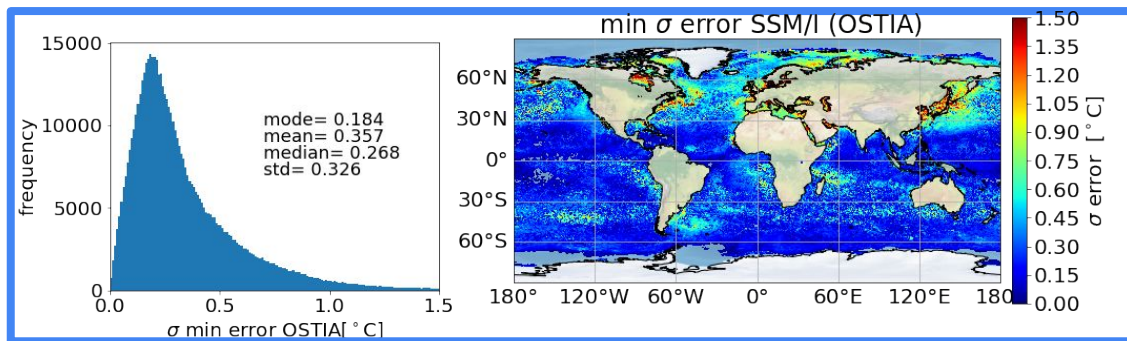 15000
10000
5000
0
frequency
mode= 0.184
mean= 0.357
median= 0.268
std= 0.326
0.0 0.5 1.0 1.5
σ min error OSTIA[°C]
min σ error SSM/I (OSTIA)
60°N
30°N
0°
30°S
60°S
180° 120°W 60°W 0° 60°E 120°E 180°
1.50
1.35
1.20
1.05
0.90
0.75
0.60
0.45
0.30
0.15
0.00
σ error [°C]